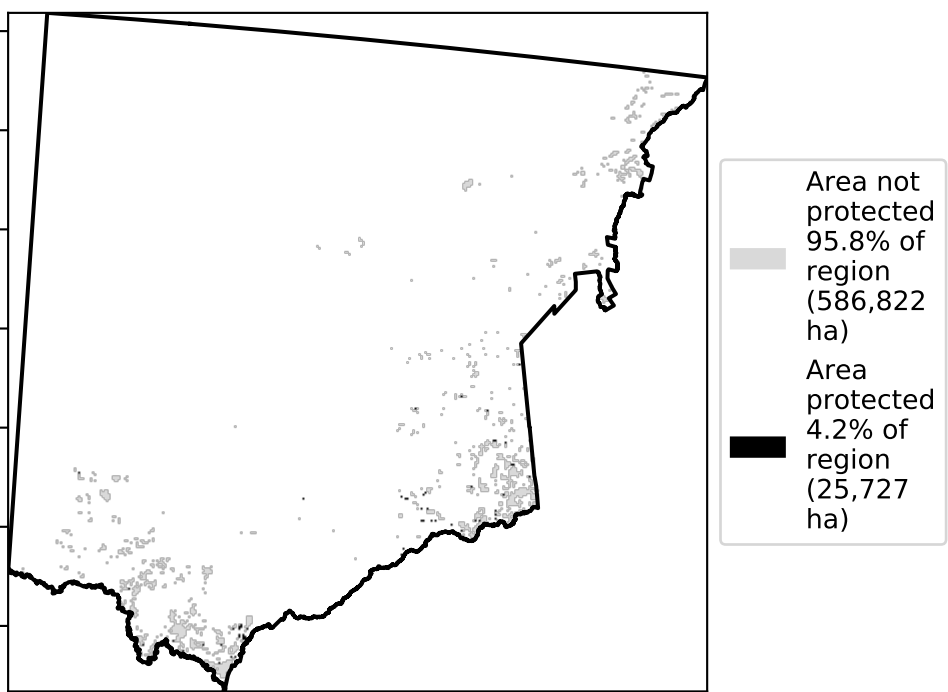 Area not
protected
95.8% of
region
(586,822
ha)
Area
protected
4.2% of
region
(25,727
ha)